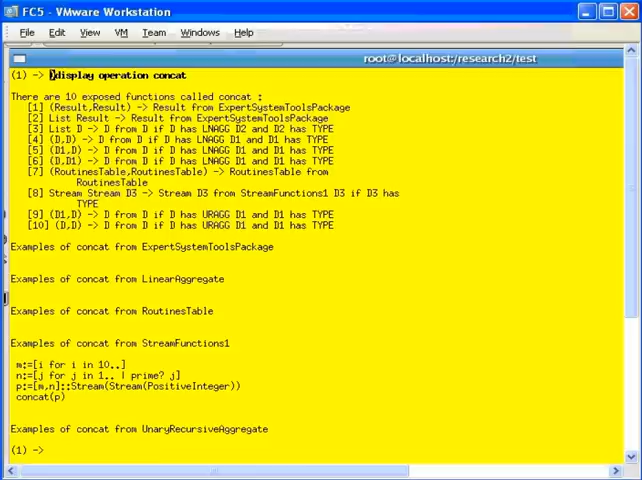 FC5 - VMware Workstation
File Edit View VM Team Windows Help
root@localhost:/research2/test
(1) -> )display operation concat
There are 10 exposed functions called concat :
[1] (Result,Result) -> Result from ExpertSystemToolsPackage
[2] List Result -> Result from ExpertSystemToolsPackage
[3] List D -> D from D if D has LNAGG D2 and D2 has TYPE
[4] (D,D) -> D from D if D has LNAGG D1 and D1 has TYPE
[5] (D1,D) -> D from D if D has LNAGG D1 and D1 has TYPE
[6] (D,D1) -> D from D if D has LNAGG D1 and D1 has TYPE
[7] (RoutinesTable,RoutinesTable) -> RoutinesTable from
RoutinesTable
[8] Stream Stream D3 -> Stream D3 from StreamFunctions1 D3 if D3 has
TYPE
[9] (D1,D) -> D from D if D has URAGG D1 and D1 has TYPE
[10] (D,D) -> D from D if D has URAGG D1 and D1 has TYPE
Examples of concat from ExpertSystemToolsPackage
Examples of concat from LinearAggregate
Examples of concat from RoutinesTable
Examples of concat from StreamFunctions1
m:=[i for i in 10..]
n:=[j for j in 1.. | prime? j]
p:=[m,n]::Stream(Stream(PositiveInteger))
concat(p)
Examples of concat from UnaryRecursiveAggregate
(1) ->